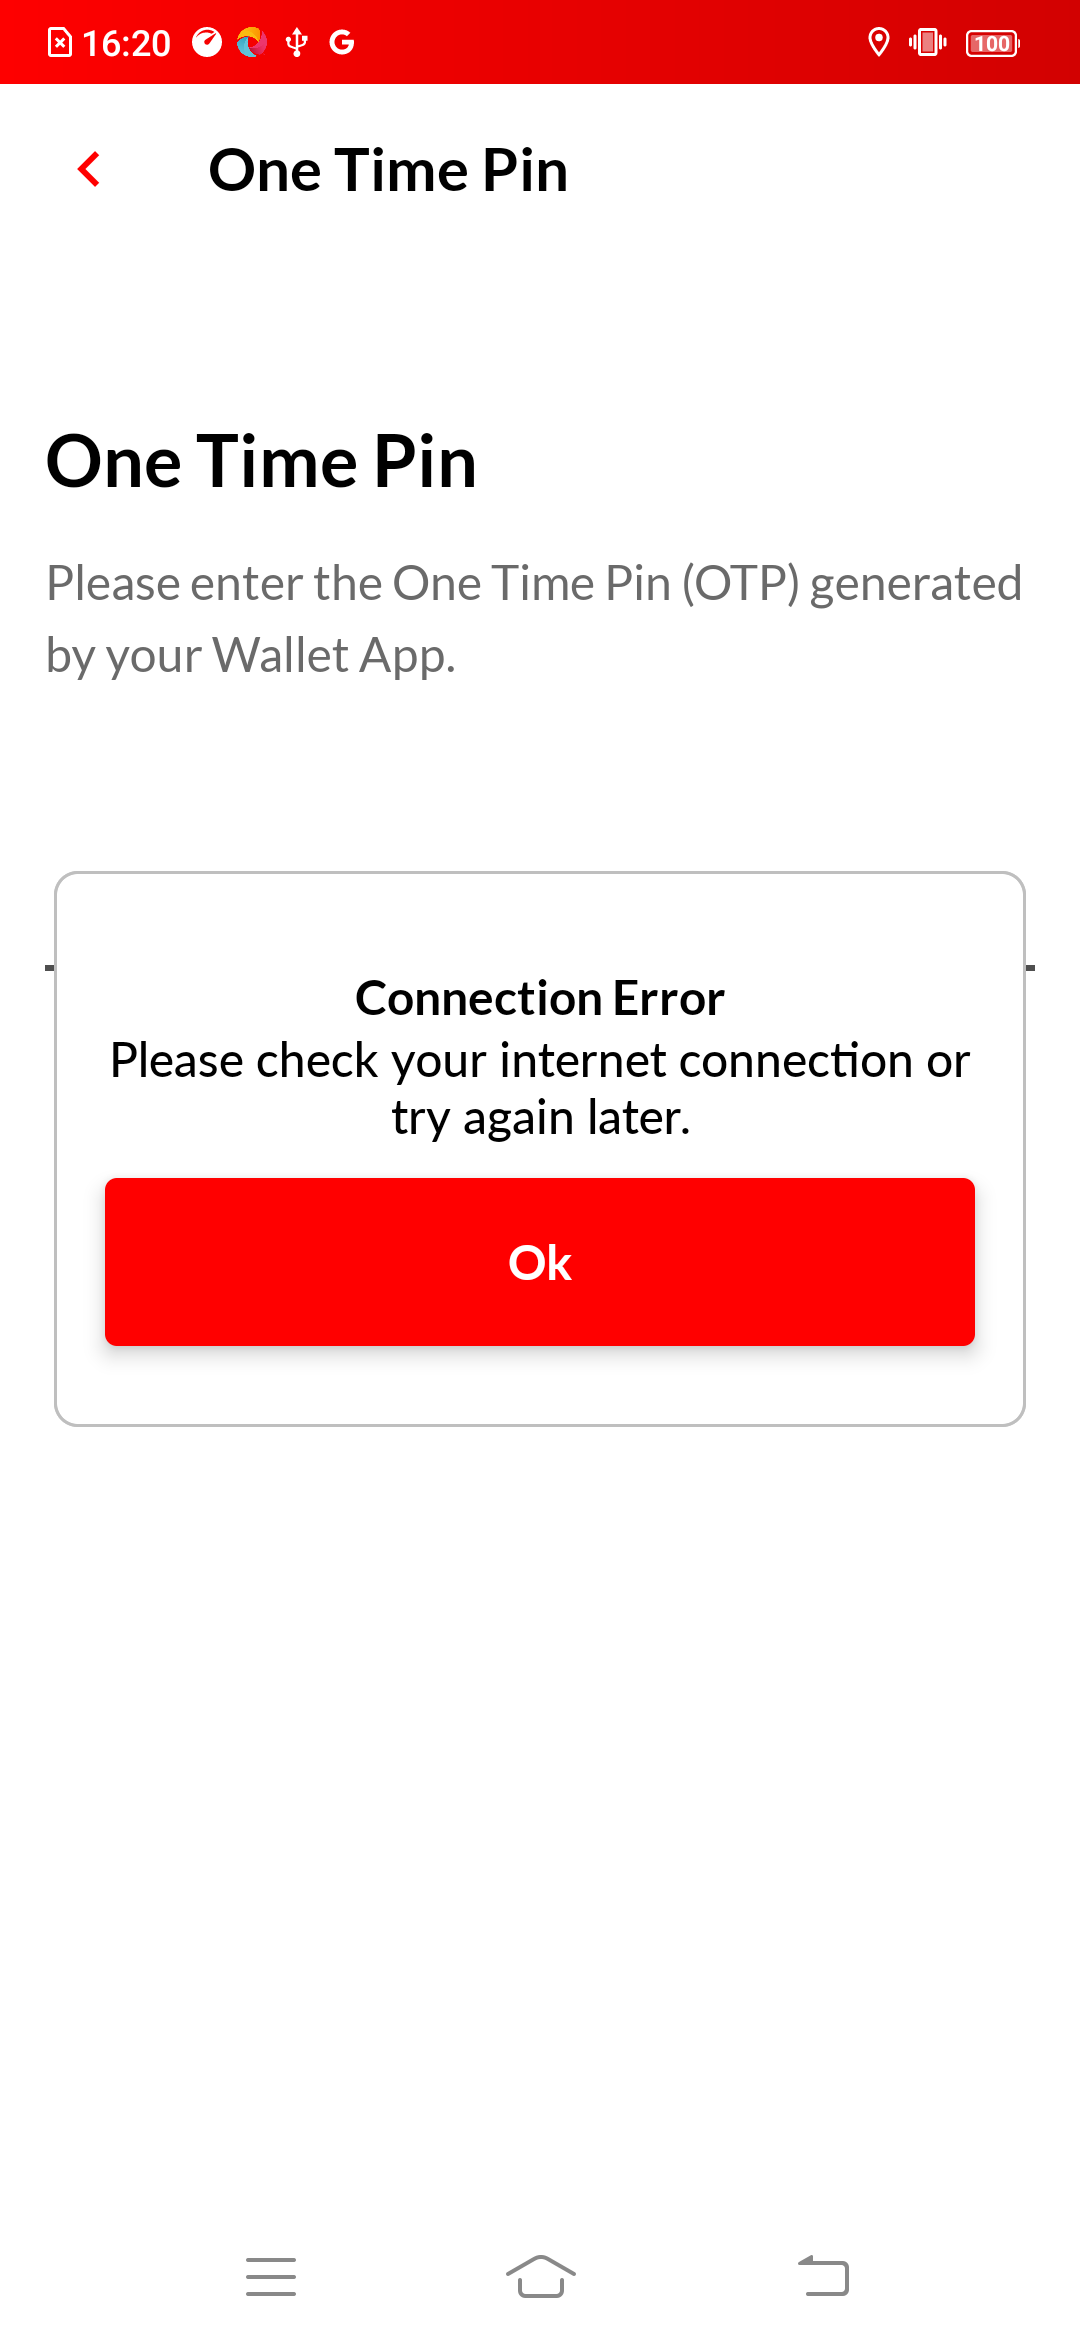 16:20
100
One Time Pin
One Time Pin
Please enter the One Time Pin (OTP) generated
by your Wallet App.
Connection Error
Please check your internet connection or
try again later.
Ok